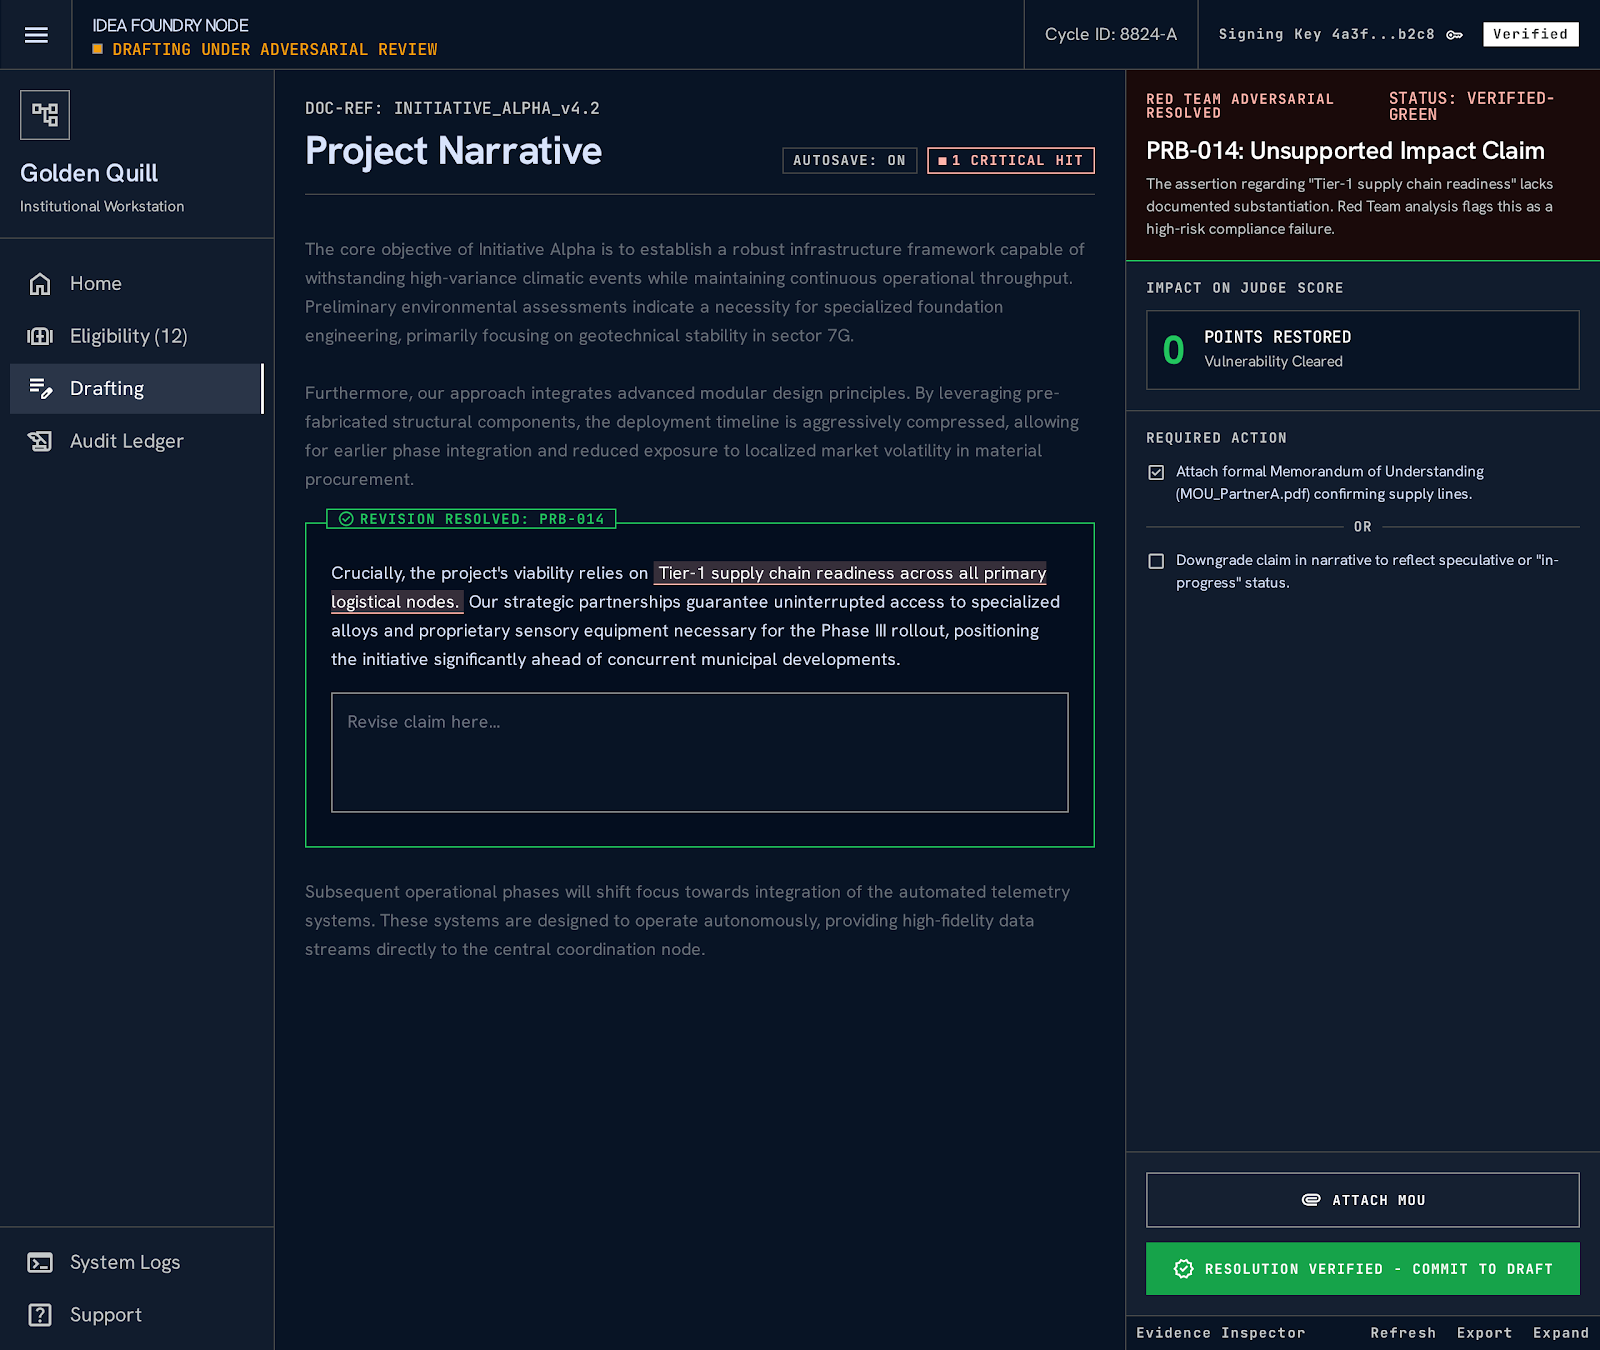 IDEA FOUNDRY NODE
DRAFTING UNDER ADVERSARIAL REVIEW
Cycle ID: 8824-A
Signing Key 4a3f...b2c8
Verified
Golden Quill
Institutional Workstation
Home
Eligibility (12)
Drafting
Audit Ledger
System Logs
Support
DOC-REF: INITIATIVE_ALPHA_v4.2
Project Narrative
AUTOSAVE: ON
1 CRITICAL HIT
The core objective of Initiative Alpha is to establish a robust infrastructure framework capable of
withstanding high-variance climatic events while maintaining continuous operational throughput.
Preliminary environmental assessments indicate a necessity for specialized foundation
engineering, primarily focusing on geotechnical stability in sector 7G.
Furthermore, our approach integrates advanced modular design principles. By leveraging pre-
fabricated structural components, the deployment timeline is aggressively compressed, allowing
for earlier phase integration and reduced exposure to localized market volatility in material
procurement.
REVISION RESOLVED: PRB-014
Crucially, the project's viability relies on Tier-1 supply chain readiness across all primary
logistical nodes. Our strategic partnerships guarantee uninterrupted access to specialized
alloys and proprietary sensory equipment necessary for the Phase III rollout, positioning
the initiative significantly ahead of concurrent municipal developments.
Revise claim here...
Subsequent operational phases will shift focus towards integration of the automated telemetry
systems. These systems are designed to operate autonomously, providing high-fidelity data
streams directly to the central coordination node.
RED TEAM ADVERSARIAL
RESOLVED
STATUS: VERIFIED-
GREEN
PRB-014: Unsupported Impact Claim
The assertion regarding "Tier-1 supply chain readiness" lacks
documented substantiation. Red Team analysis flags this as a
high-risk compliance failure.
IMPACT ON JUDGE SCORE
0
POINTS RESTORED
Vulnerability Cleared
REQUIRED ACTION
Attach formal Memorandum of Understanding
(MOU_PartnerA.pdf) confirming supply lines.
OR
Downgrade claim in narrative to reflect speculative or "in-
progress" status.
ATTACH MOU
RESOLUTION VERIFIED - COMMIT TO DRAFT
Evidence Inspector
Refresh
Export
Expand